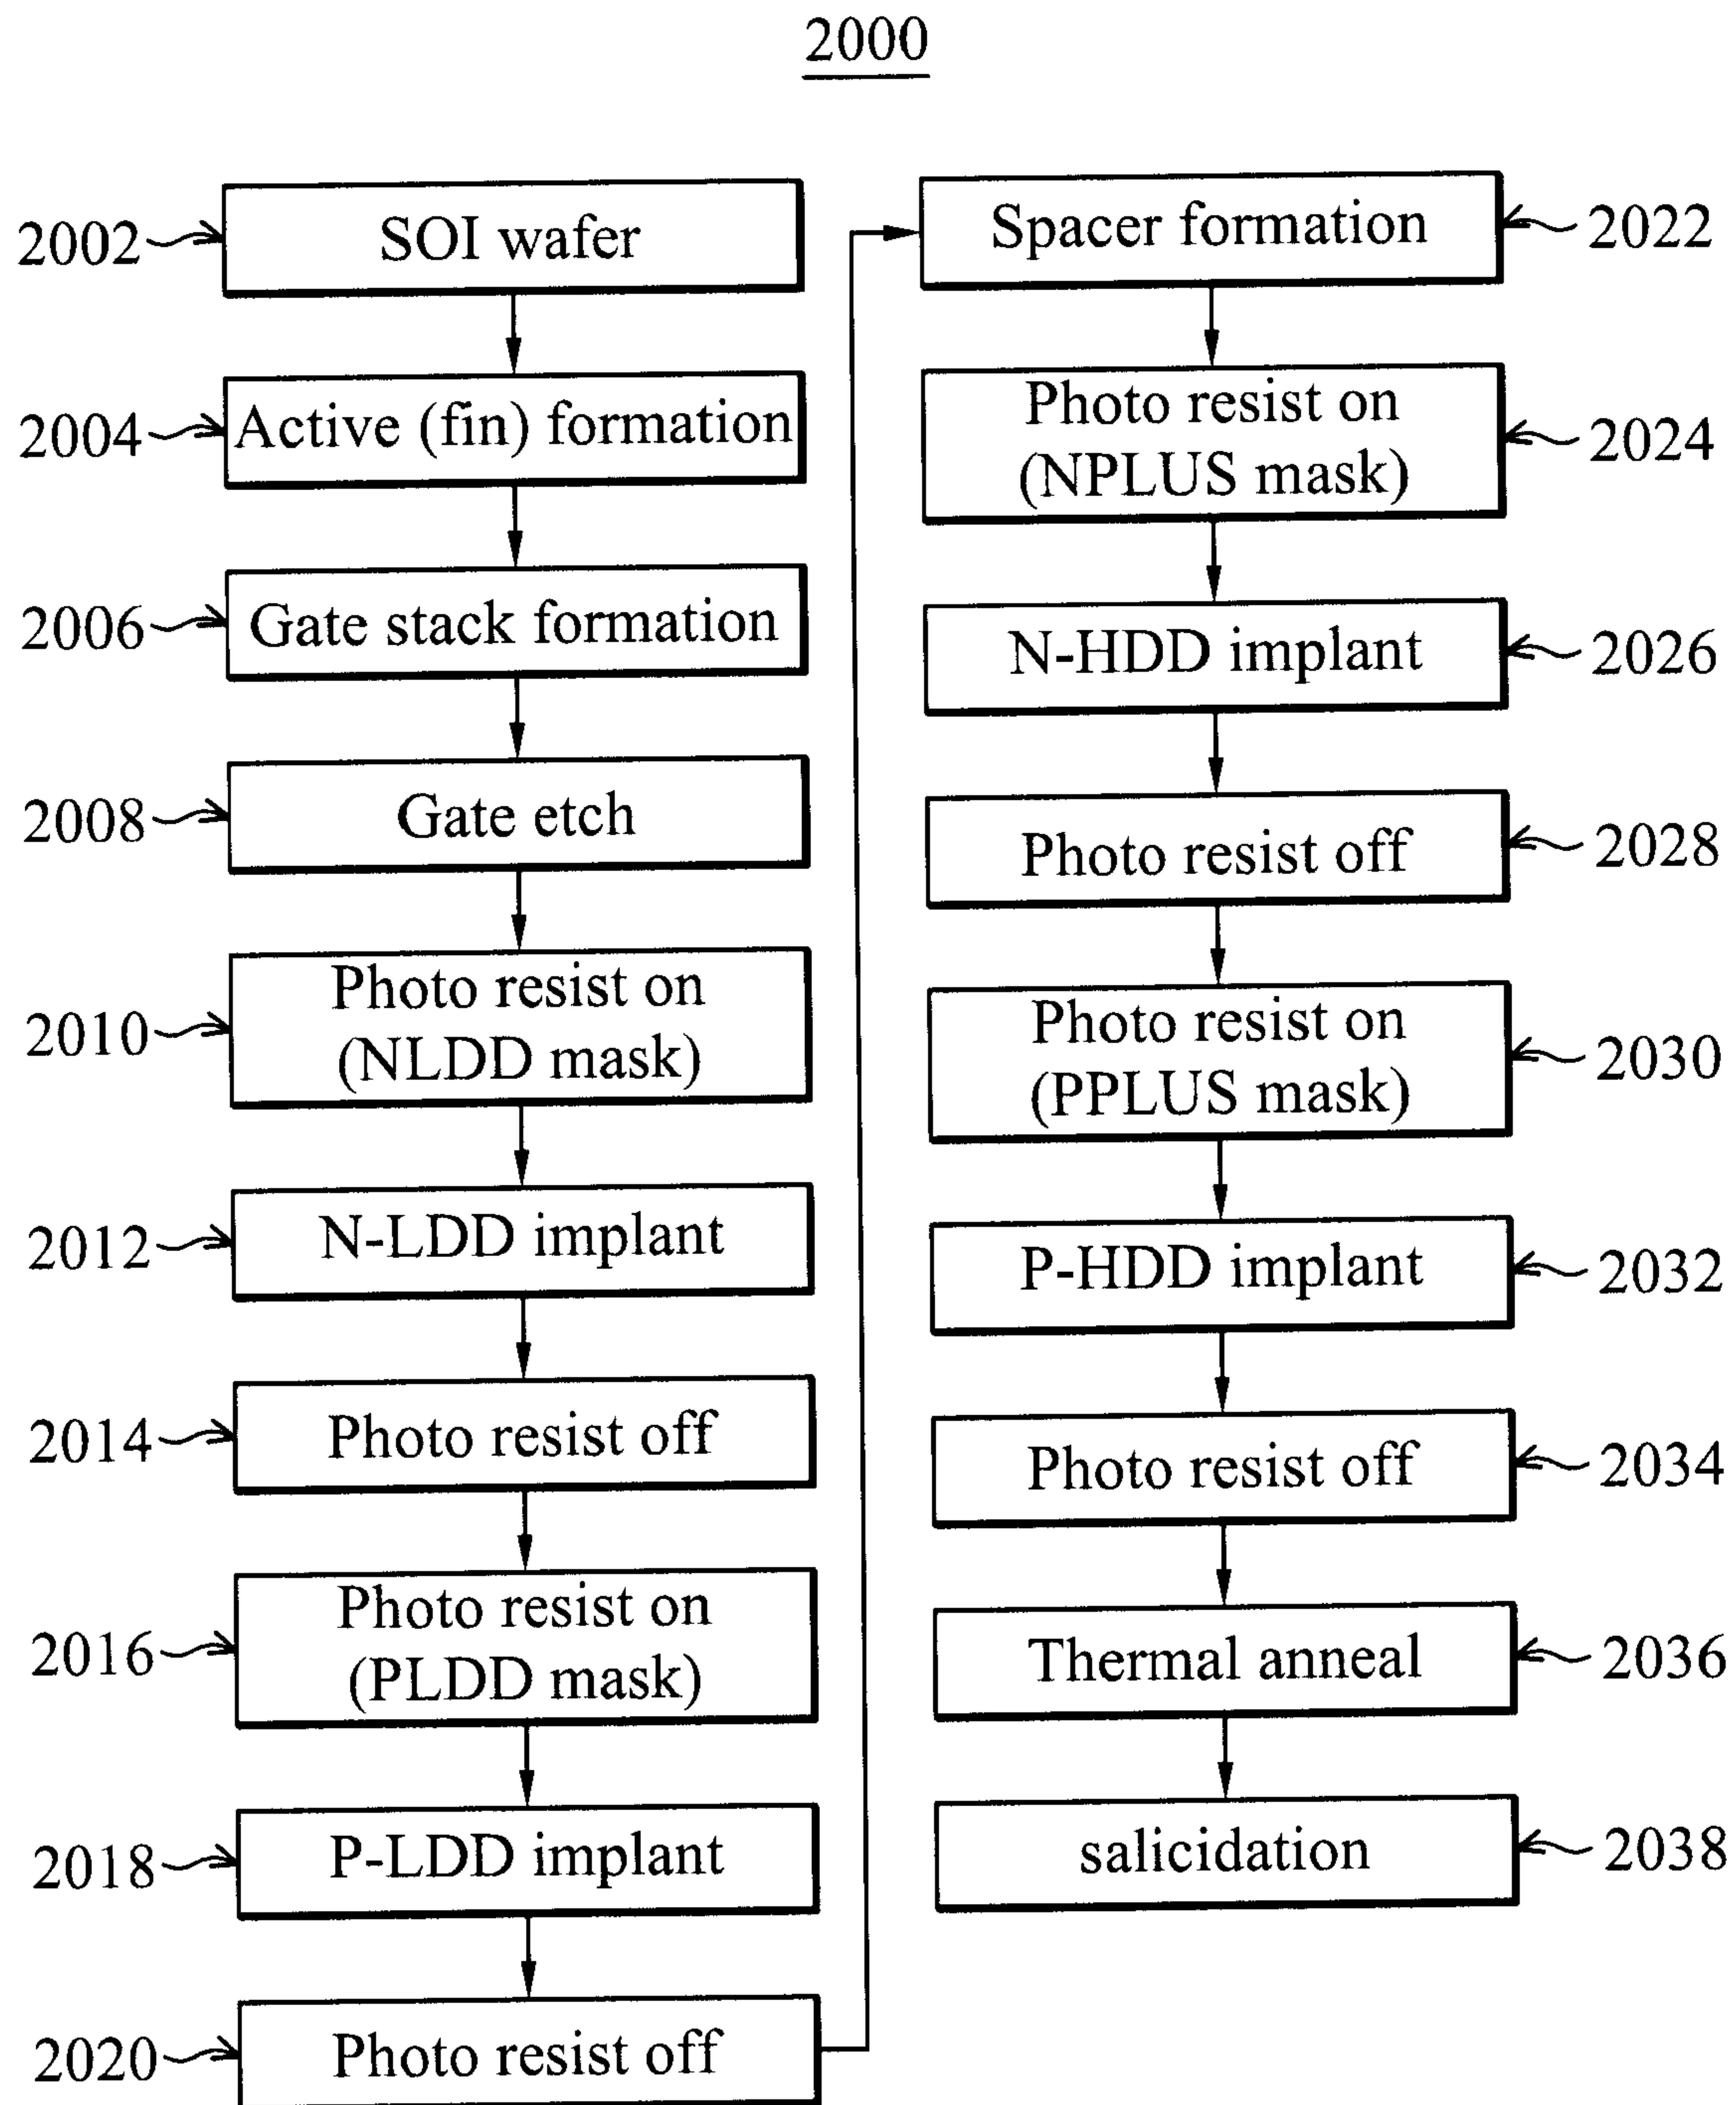 2000
2002
SOI wafer
2004
Active (fin) formation
2006
Gate stack formation
2008
Gate etch
2010
Photo resist on
(NLDD mask)
2012
N-LDD implant
2014
Photo resist off
2016
Photo resist on
(PLDD mask)
2018
P-LDD implant
2020
Photo resist off
Spacer formation
2022
Photo resist on
(NPLUS mask)
2024
N-HDD implant
2026
Photo resist off
2028
Photo resist on
(PPLUS mask)
2030
P-HDD implant
2032
Photo resist off
2034
Thermal anneal
2036
salicidation
2038